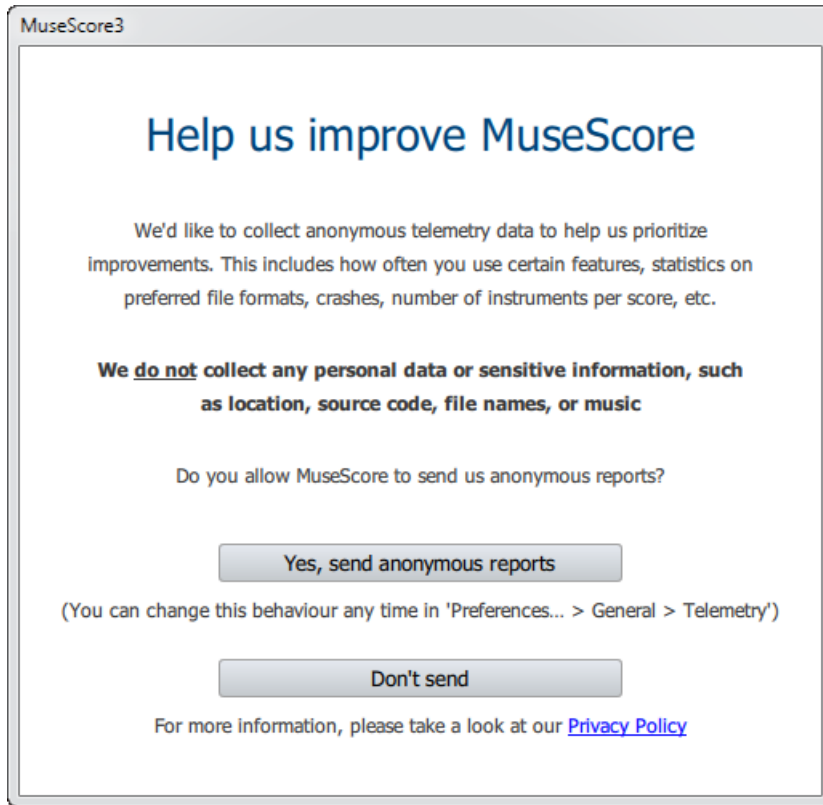 MuseScore3
Help us improve MuseScore
We'd like to collect anonymous telemetry data to help us prioritize
improvements. This includes how often you use certain features, statistics on
preferred file formats, crashes, number of instruments per score, etc.
We do not collect any personal data or sensitive information, such
as location, source code, file names, or music
Do you allow MuseScore to send us anonymous reports?
Yes, send anonymous reports
(You can change this behaviour any time in 'Preferences... > General > Telemetry')
Don't send
For more information, please take a look at our Privacy Policy